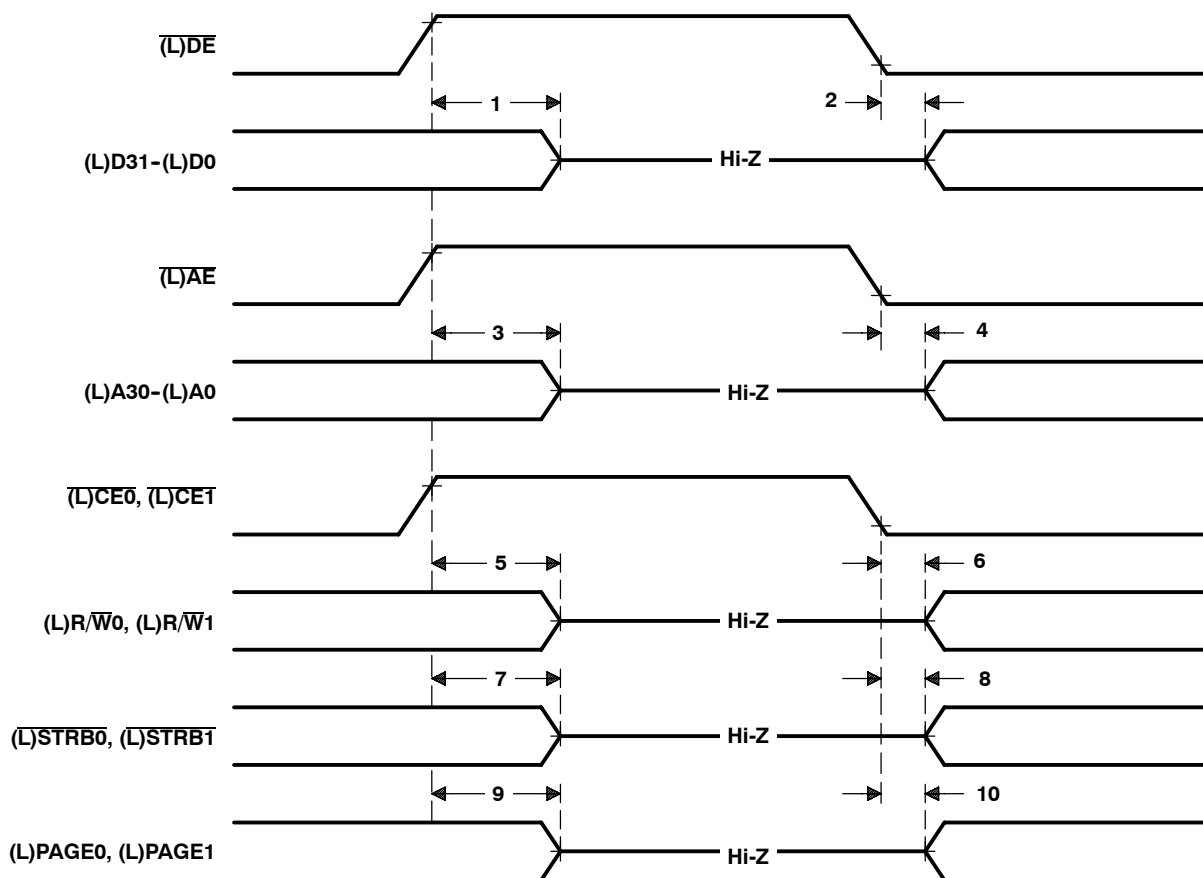 (L)DE
1 2
(L)D31–(L)D0 Hi-Z
(L)AE
3 4
(L)A30–(L)A0 Hi-Z
(L)CE0, (L)CE1
5 6
(L)R/W0, (L)R/W1 Hi-Z
7 8
(L)STRB0, (L)STRB1 Hi-Z
9 10
(L)PAGE0, (L)PAGE1 Hi-Z